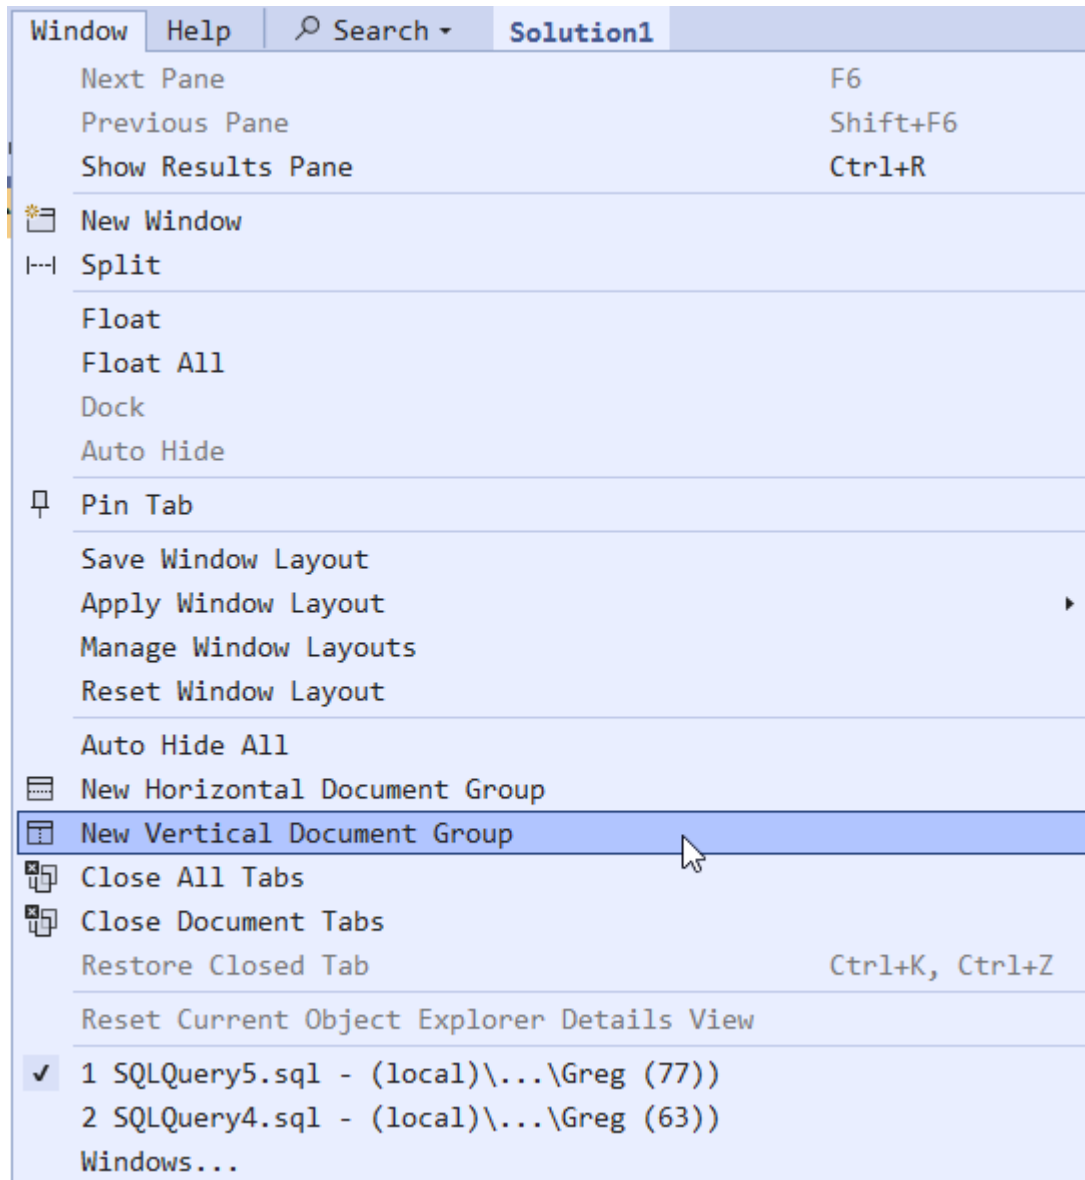 Window Help Search Solution1
Next Pane F6
Previous Pane Shift+F6
Show Results Pane Ctrl+R
New Window
Split
Float
Float All
Dock
Auto Hide
Pin Tab
Save Window Layout
Apply Window Layout
Manage Window Layouts
Reset Window Layout
Auto Hide All
New Horizontal Document Group
New Vertical Document Group
Close All Tabs
Close Document Tabs
Restore Closed Tab Ctrl+K, Ctrl+Z
Reset Current Object Explorer Details View
1 SQLQuery5.sql - (local)\...\Greg (77))
2 SQLQuery4.sql - (local)\...\Greg (63))
Windows...